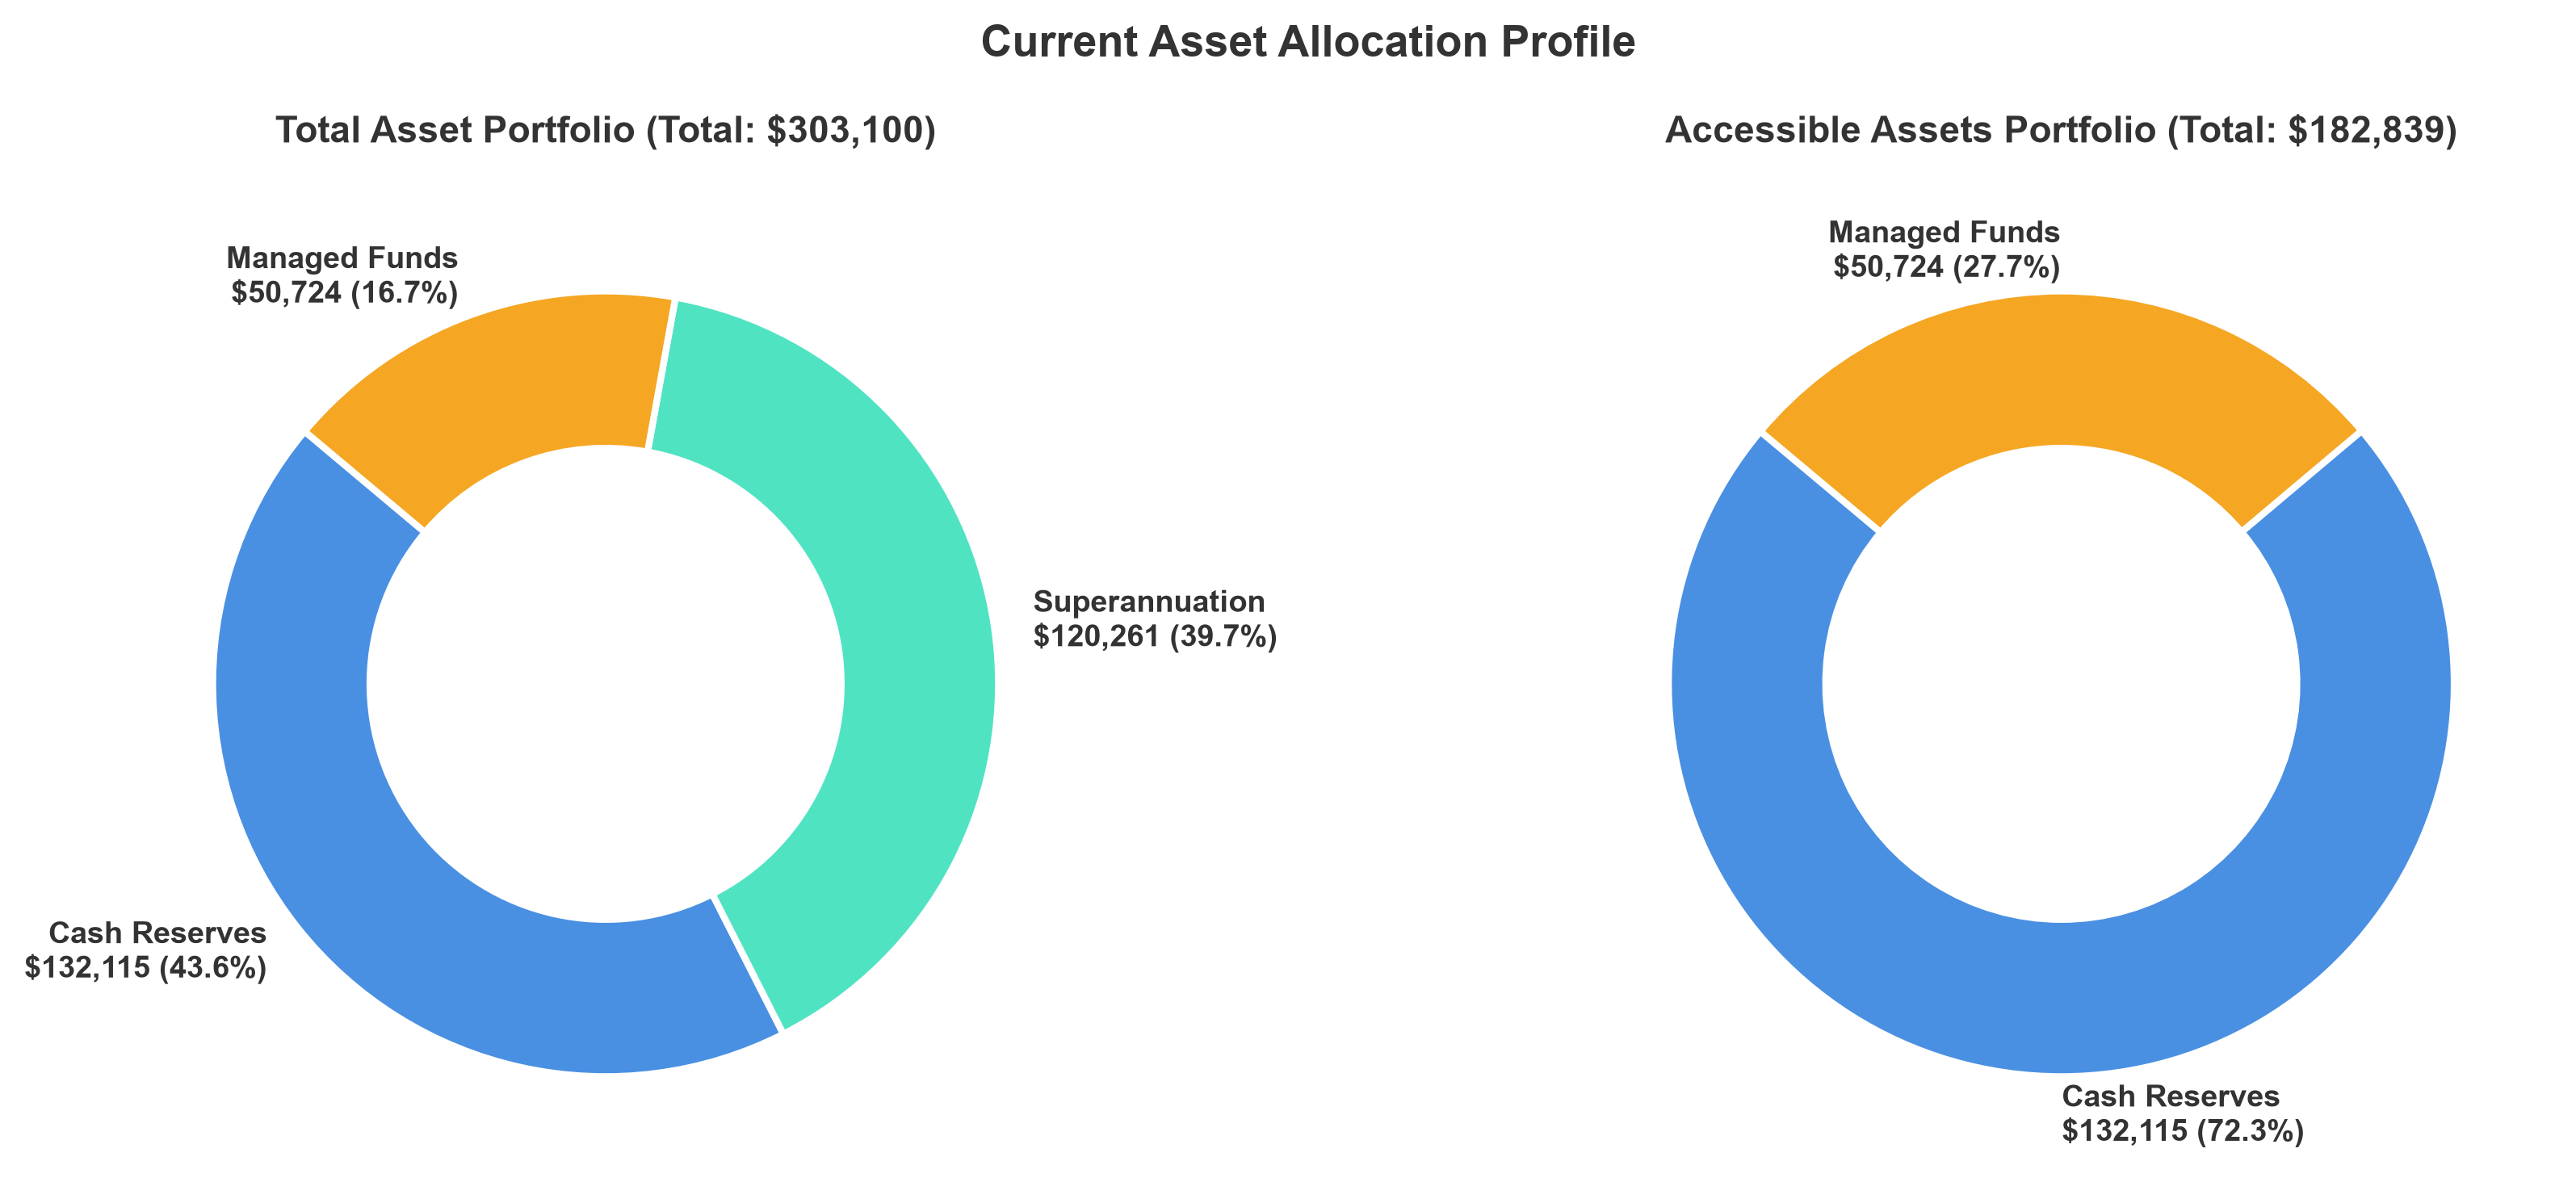 Current Asset Allocation Profile
Total Asset Portfolio (Total: $303,100)
Managed Funds
$50,724 (16.7%)
Superannuation
$120,261 (39.7%)
Cash Reserves
$132,115 (43.6%)
Accessible Assets Portfolio (Total: $182,839)
Managed Funds
$50,724 (27.7%)
Cash Reserves
$132,115 (72.3%)